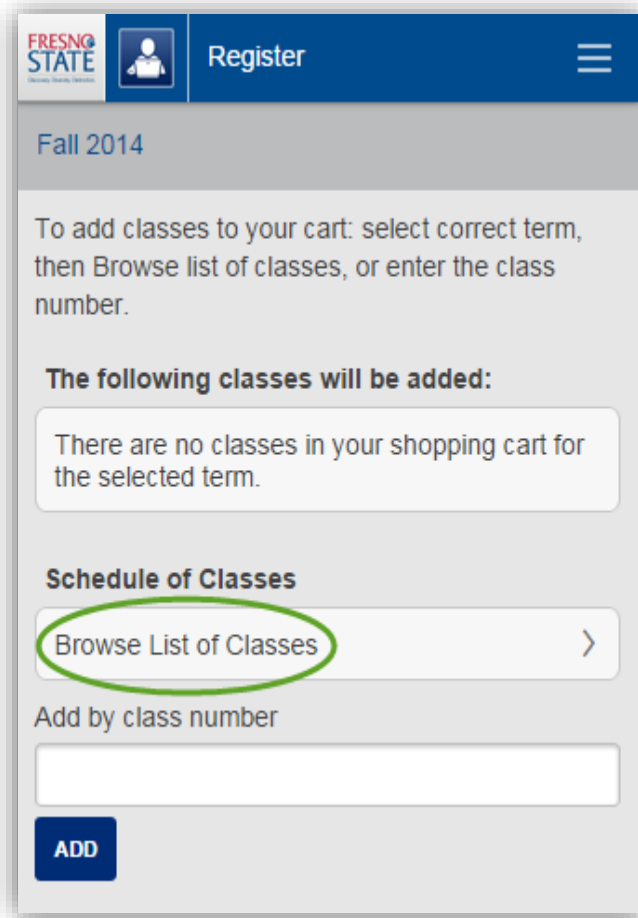 FRESNO
STATE
Register
Fall 2014
To add classes to your cart: select correct term,
then Browse list of classes, or enter the class
number.
The following classes will be added:
There are no classes in your shopping cart for
the selected term.
Schedule of Classes
Browse List of Classes
Add by class number
ADD